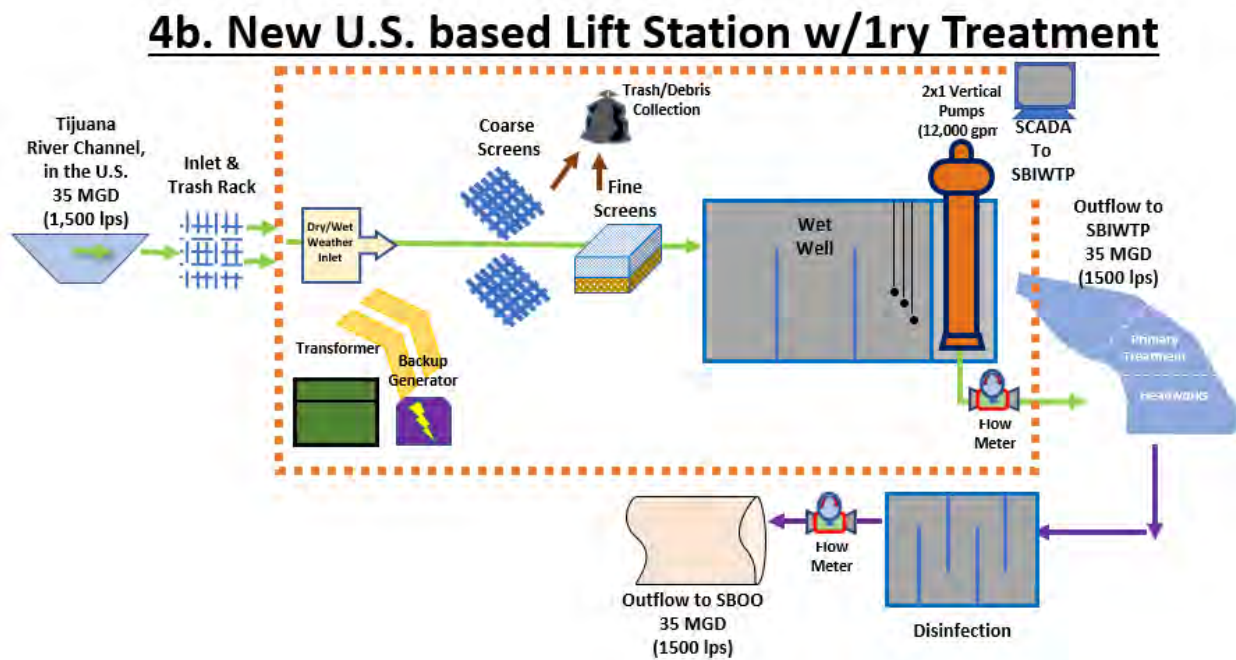 4b. New U.S. based Lift Station w/1ry Treatment
Tijuana
River Channel,
in the U.S.
35 MGD
(1,500 lps)
Inlet &
Trash Rack
Dry/Wet
Weather
Inlet
Coarse
Screens
Trash/Debris
Collection
Fine
Screens
Wet
Well
2x1 Vertical
Pumps
(12,000 gpm
SCADA
To
SBIWTP
Outflow to
SBIWTP
35 MGD
(1500 lps)
Primary
Treatment
Headworks
Transformer
Backup
Generator
Flow
Meter
Flow
Meter
Outflow to SBOO
35 MGD
(1500 lps)
Disinfection